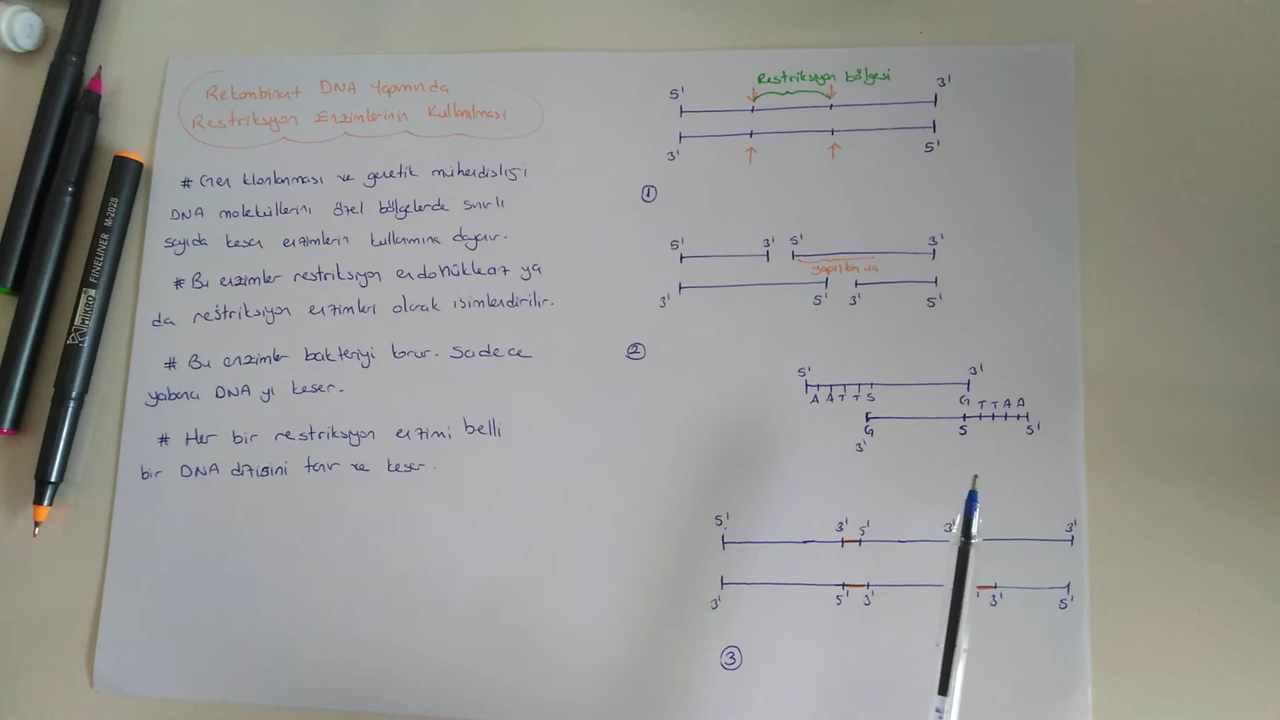 Rekombinat DNA Yapımında
Restriksiyon Enzimlerinin Kullanılması
# Gen klonlanması ve genetik mühendisliği
DNA moleküllerini özel bölgelerde sınırlı
sayıda kesen enzimlerin kullanımına dayanır.
# Bu enzimler restriksiyon endonükleaz ya
da restriksiyon enzimleri olarak isimlendirilir.
# Bu enzimler bakteriyi korur. Sadece
yabancı DNA yı keser.
# Her bir restriksiyon enzimi belli
bir DNA dizisini tanır ve keser.
Restriksiyon bölgesi
5' 3'
3' 5'
1
5' 3' 5' 3'
yapışkan uç
3' 5' 3' 5'
2
5' 3'
A A T T S G T T A A
G S 5'
3'
5' 3' 5' 3' 3'
3' 5' 3' 3' 5'
3
MIKRO FINELINER M-2028